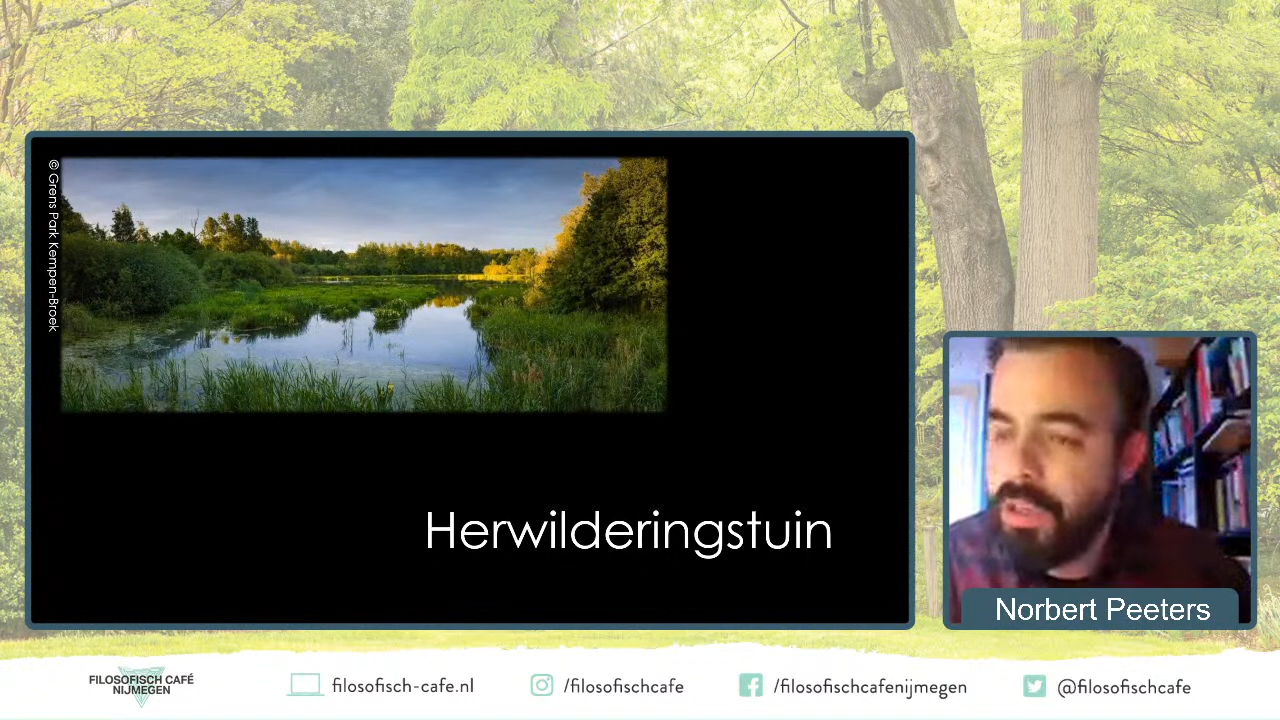 © Grens Park Kempen-Broek
Herwilderingstuin
Norbert Peeters
FILOSOFISCH CAFÉ
NIJMEGEN
filosofisch-cafe.nl
/filosofischcafe
/filosofischcafenijmegen
@filosofischcafe